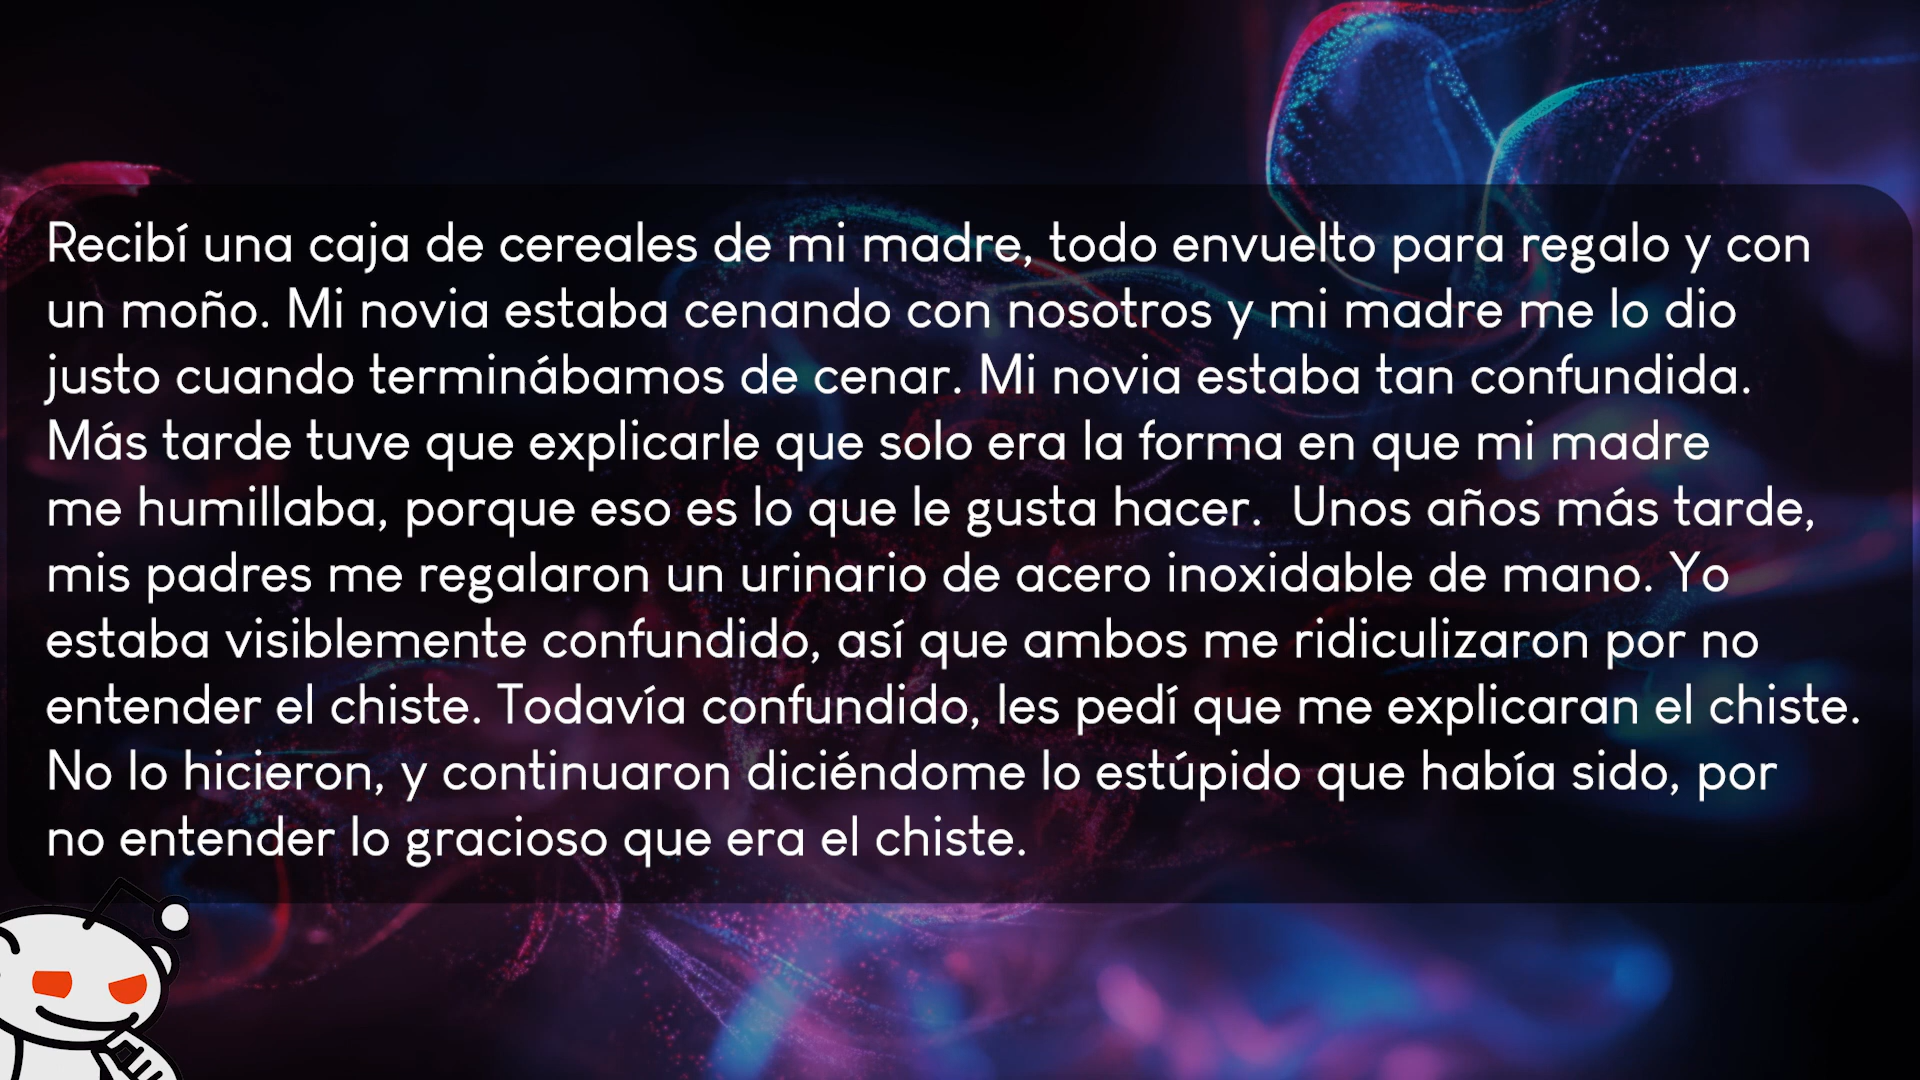 Recibí una caja de cereales de mi madre, todo envuelto para regalo y con
un moño. Mi novia estaba cenando con nosotros y mi madre me lo dio
justo cuando terminábamos de cenar. Mi novia estaba tan confundida.
Más tarde tuve que explicarle que solo era la forma en que mi madre
me humillaba, porque eso es lo que le gusta hacer.  Unos años más tarde,
mis padres me regalaron un urinario de acero inoxidable de mano. Yo
estaba visiblemente confundido, así que ambos me ridiculizaron por no
entender el chiste. Todavía confundido, les pedí que me explicaran el chiste.
No lo hicieron, y continuaron diciéndome lo estúpido que había sido, por
no entender lo gracioso que era el chiste.